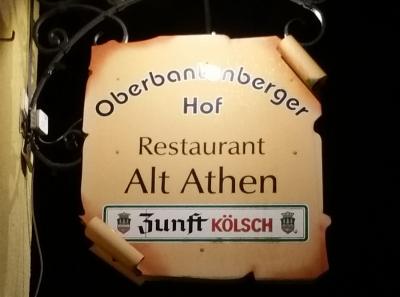 Oberbantenberger
Hof
Restaurant
Alt Athen
Zunft KÖLSCH